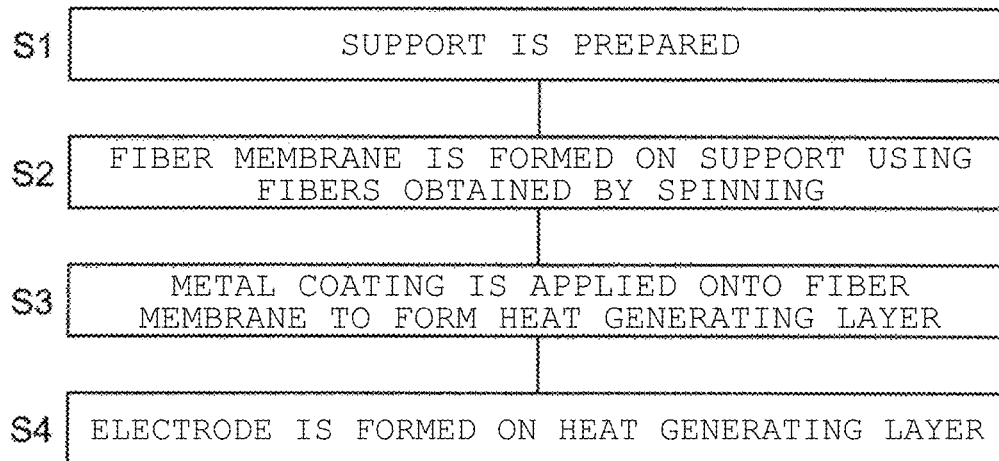 S1 SUPPORT IS PREPARED
S2 FIBER MEMBRANE IS FORMED ON SUPPORT USING
FIBERS OBTAINED BY SPINNING
S3 METAL COATING IS APPLIED ONTO FIBER
MEMBRANE TO FORM HEAT GENERATING LAYER
S4 ELECTRODE IS FORMED ON HEAT GENERATING LAYER